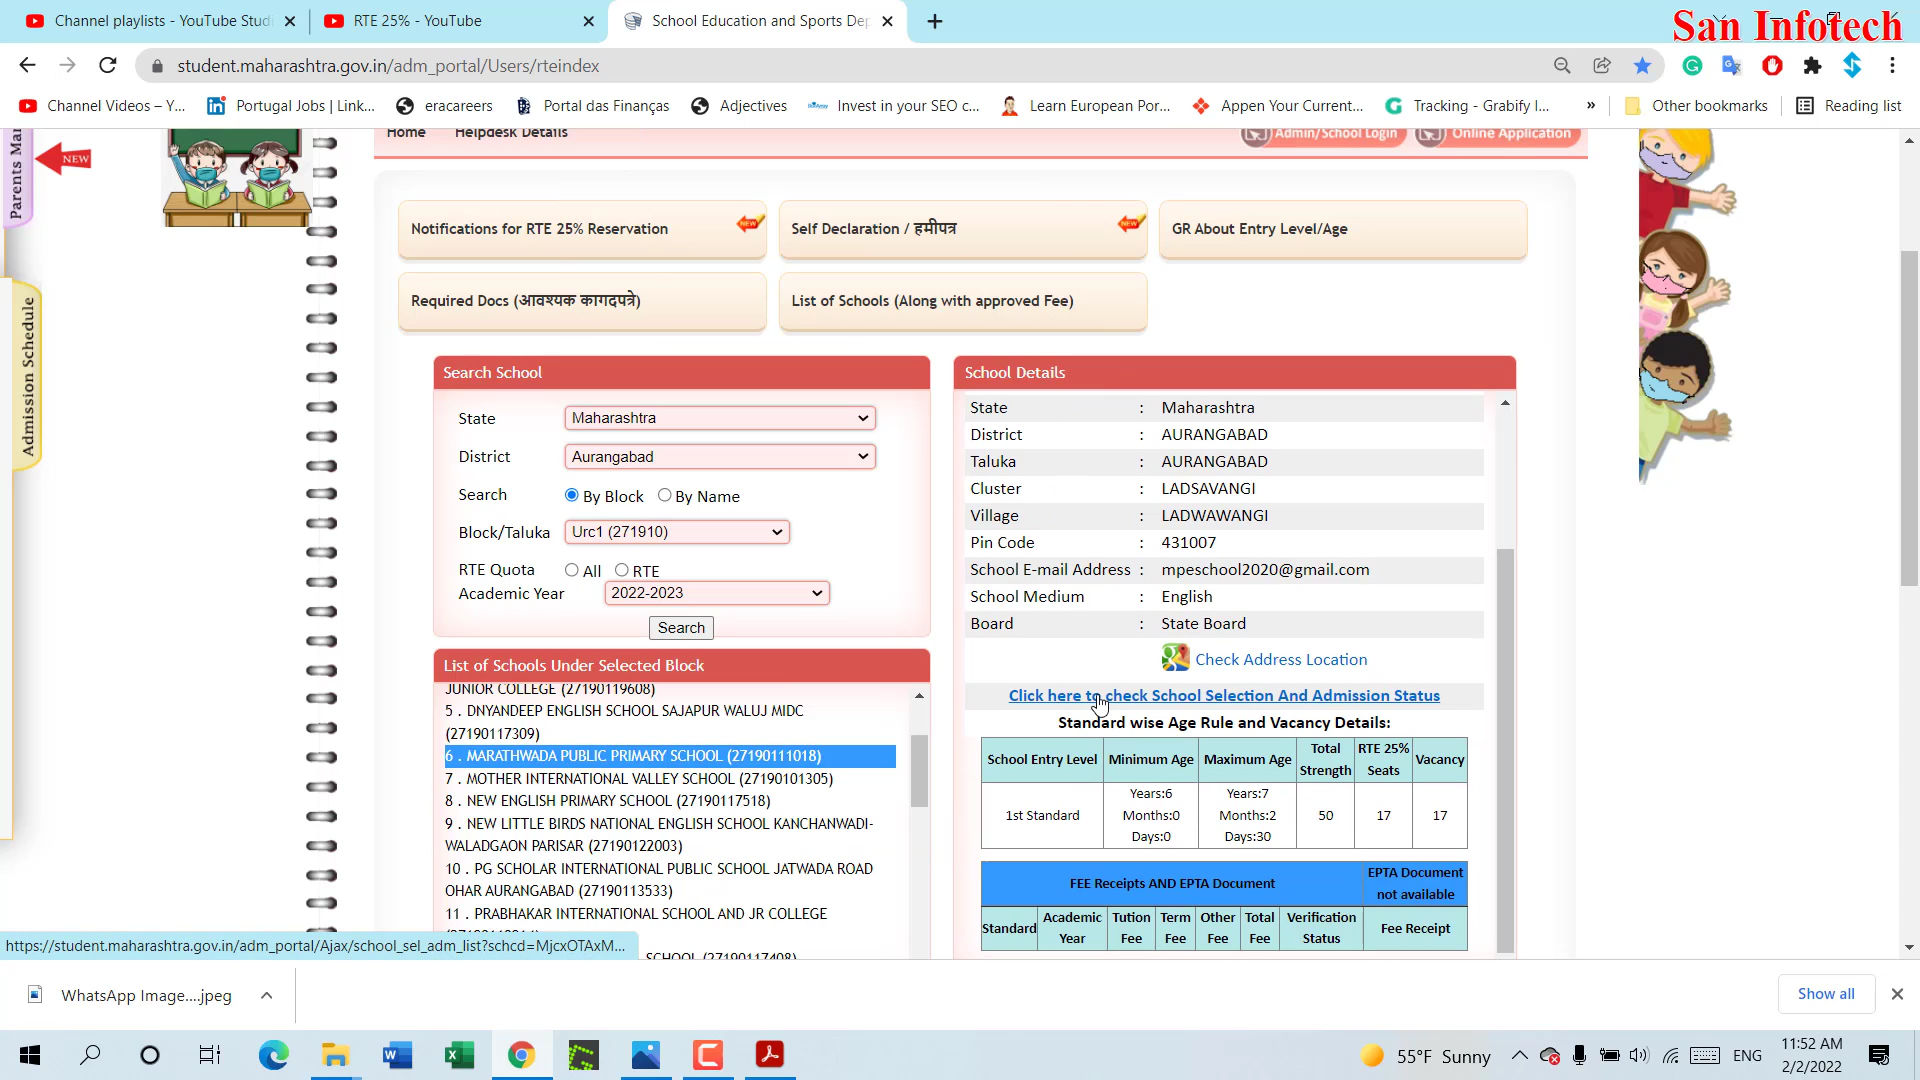 Channel playlists - YouTube Stud
RTE 25% - YouTube
School Education and Sports Dep
San Infotech
student.maharashtra.gov.in/adm_portal/Users/rteindex
Channel Videos – Y...
Portugal Jobs | Link...
eracareers
Portal das Finanças
Adjectives
Invest in your SEO c...
Learn European Por...
Appen Your Current...
Tracking - Grabify I...
»
Other bookmarks
Reading list
Parents Mar
NEW
Admission Schedule
Home
Helpdesk Details
Admin/School Login
Online Application
Notifications for RTE 25% Reservation
NEW
Self Declaration / हमीपत्र
NEW
GR About Entry Level/Age
Required Docs (आवश्यक कागदपत्रे)
List of Schools (Along with approved Fee)
Search School
State Maharashtra
District Aurangabad
Search By Block By Name
Block/Taluka Urc1 (271910)
RTE Quota All RTE
Academic Year 2022-2023
Search
List of Schools Under Selected Block
JUNIOR COLLEGE (27190119608)
5 . DNYANDEEP ENGLISH SCHOOL SAJAPUR WALUJ MIDC
(27190117309)
6 . MARATHWADA PUBLIC PRIMARY SCHOOL (27190111018)
7 . MOTHER INTERNATIONAL VALLEY SCHOOL (27190101305)
8 . NEW ENGLISH PRIMARY SCHOOL (27190117518)
9 . NEW LITTLE BIRDS NATIONAL ENGLISH SCHOOL KANCHANWADI-
WALADGAON PARISAR (27190122003)
10 . PG SCHOLAR INTERNATIONAL PUBLIC SCHOOL JATWADA ROAD
OHAR AURANGABAD (27190113533)
11 . PRABHAKAR INTERNATIONAL SCHOOL AND JR COLLEGE
SCHOOL (27190117408)
School Details
State : Maharashtra
District : AURANGABAD
Taluka : AURANGABAD
Cluster : LADSAVANGI
Village : LADWAWANGI
Pin Code : 431007
School E-mail Address : mpeschool2020@gmail.com
School Medium : English
Board : State Board
Check Address Location
Click here to check School Selection And Admission Status
Standard wise Age Rule and Vacancy Details:
School Entry Level Minimum Age Maximum Age Total Strength RTE 25% Seats Vacancy
1st Standard Years:6 Months:0 Days:0 Years:7 Months:2 Days:30 50 17 17
FEE Receipts AND EPTA Document EPTA Document not available
Standard Academic Year Tution Fee Term Fee Other Fee Total Fee Verification Status Fee Receipt
https://student.maharashtra.gov.in/adm_portal/Ajax/school_sel_adm_list?schcd=MjcxOTAxM...
WhatsApp Image....jpeg
Show all
55°F Sunny
ENG
11:52 AM
2/2/2022